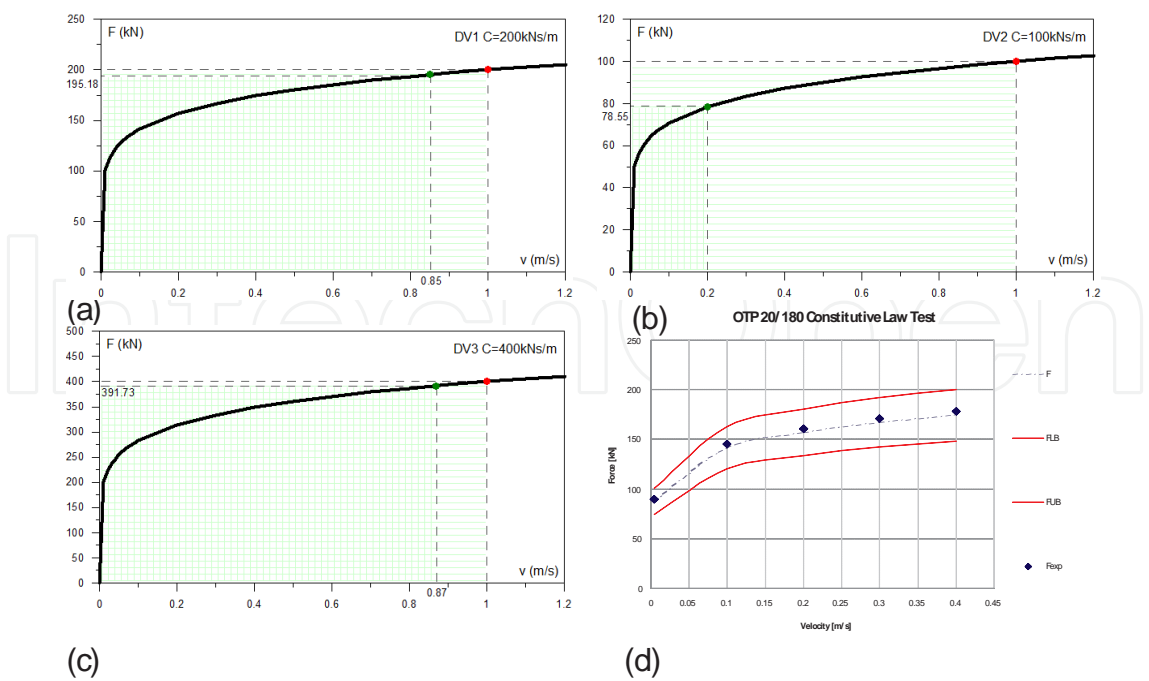 F (kN)
DV1 C=200kNs/m
250
200
195.18
150
100
50
0
0 0.2 0.4 0.6 0.8 0.85 1 1.2
v (m/s)
(a)
F (kN)
DV2 C=100kNs/m
120
100
80
78.55
60
40
20
0
0 0.2 0.4 0.6 0.8 1 1.2
v (m/s)
(b)
F (kN)
DV3 C=400kNs/m
500
450
400
391.73
350
300
250
200
150
100
50
0
0 0.2 0.4 0.6 0.8 0.87 1 1.2
v (m/s)
(c)
OTP 20/180 Constitutive Law Test
250
200
150
100
50
0
Force [kN]
0 0.05 0.1 0.15 0.2 0.25 0.3 0.35 0.4 0.45
Velocity [m/s]
F
FLB
FUB
Fexp
(d)